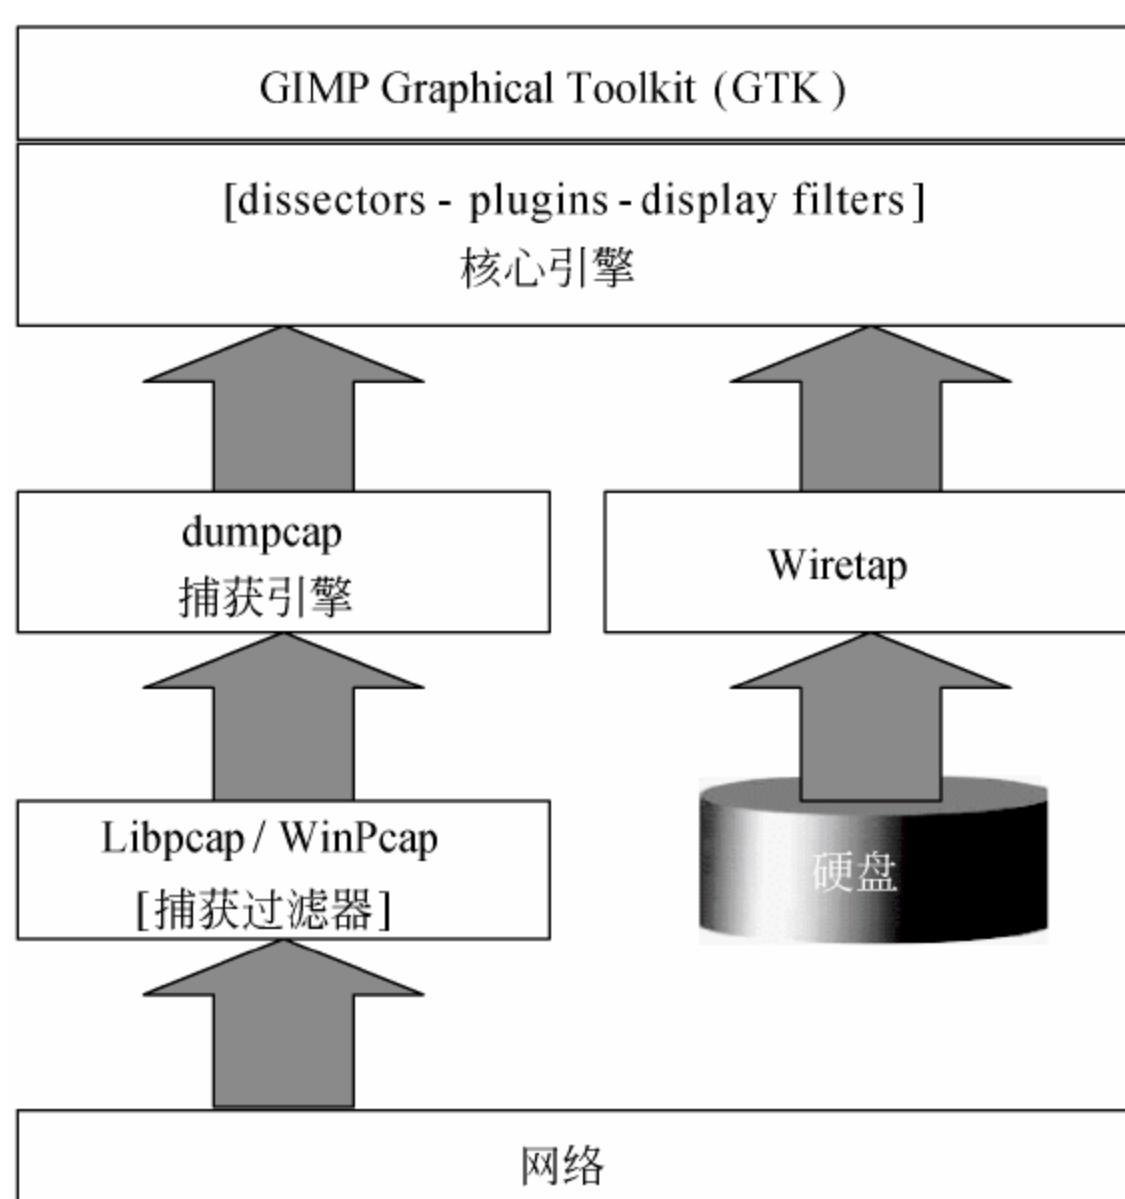 GIMP Graphical Toolkit (GTK )
[dissectors - plugins - display filters ]
核心引擎
dumpcap
捕获引擎
Wiretap
Libpcap / WinPcap
[捕获过滤器]
硬盘
网络